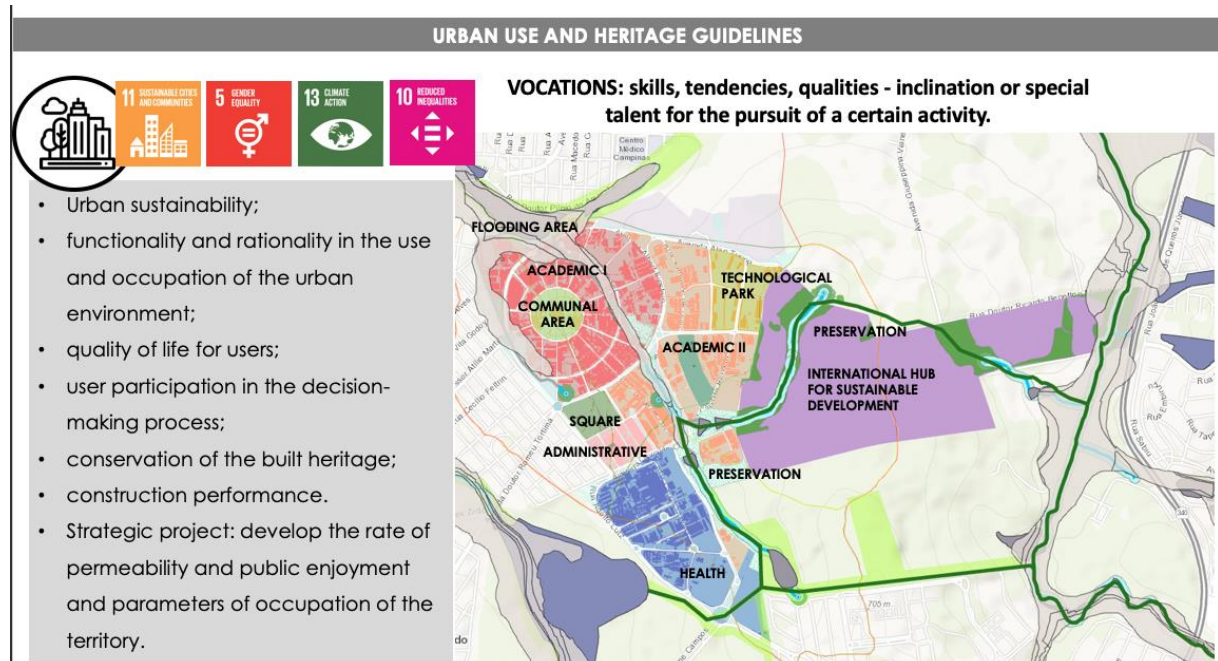 URBAN USE AND HERITAGE GUIDELINES
11 SUSTAINABLE CITIES
AND COMMUNITIES
5 GENDER
EQUALITY
13 CLIMATE
ACTION
10 REDUCED
INEQUALITIES
VOCATIONS: skills, tendencies, qualities - inclination or special
talent for the pursuit of a certain activity.
• Urban sustainability;
• functionality and rationality in the use
and occupation of the urban
environment;
• quality of life for users;
• user participation in the decision-
making process;
• conservation of the built heritage;
• construction performance.
• Strategic project: develop the rate of
permeability and public enjoyment
and parameters of occupation of the
territory.
Centro
Médico
Campinas
FLOODING AREA
ACADEMIC I
TECHNOLOGICAL
PARK
COMMUNAL
AREA
PRESERVATION
ACADEMIC II
INTERNATIONAL HUB
FOR SUSTAINABLE
DEVELOPMENT
SQUARE
ADMINISTRATIVE
PRESERVATION
HEALTH
705 m